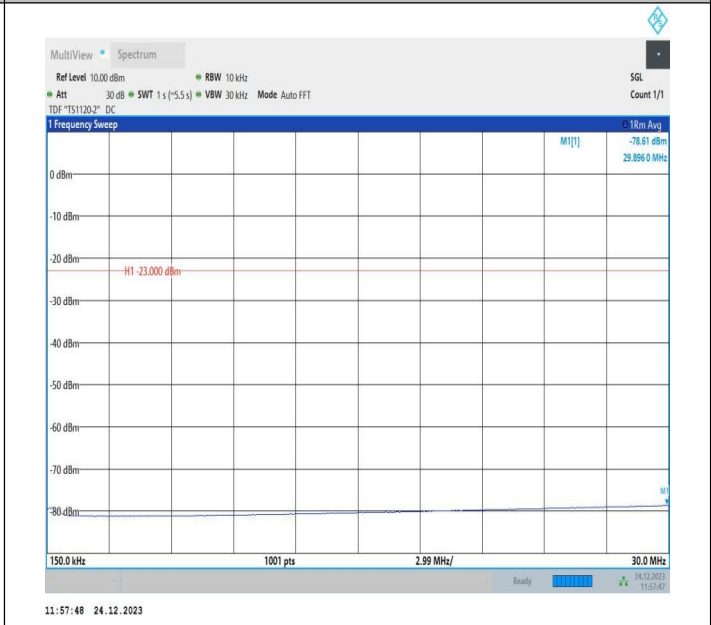 MultiView Spectrum
Ref Level 10.00 dBm RBW 10 kHz SGL
Att 30 dB SWT 1 s (~5.5 s) VBW 30 kHz Mode Auto FFT Count 1/1
TDF "TS1120-2" DC
1 Frequency Sweep 1Rm Avg
M1[1] -78.61 dBm
29.896 0 MHz
0 dBm
-10 dBm
-20 dBm
H1 -23.000 dBm
-30 dBm
-40 dBm
-50 dBm
-60 dBm
-70 dBm
M1
-80 dBm
150.0 kHz 1001 pts 2.99 MHz/ 30.0 MHz
Ready 24.12.2023
11:57:47
11:57:48 24.12.2023